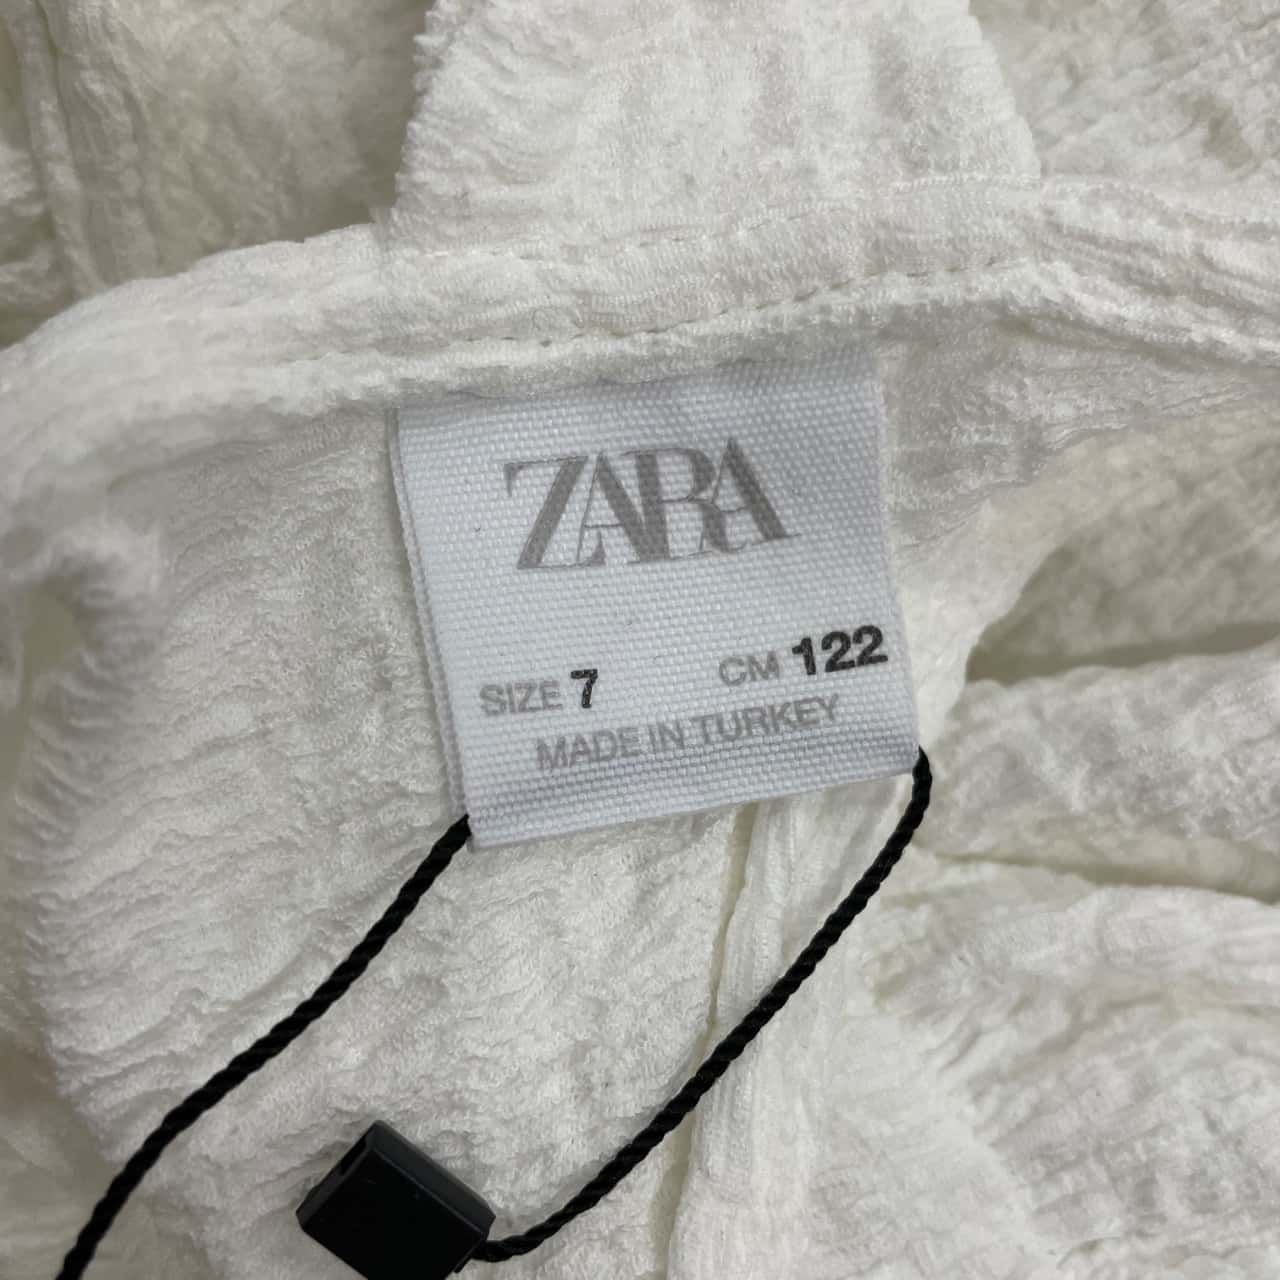 ZARA
SIZE 7 CM 122
MADE IN TURKEY